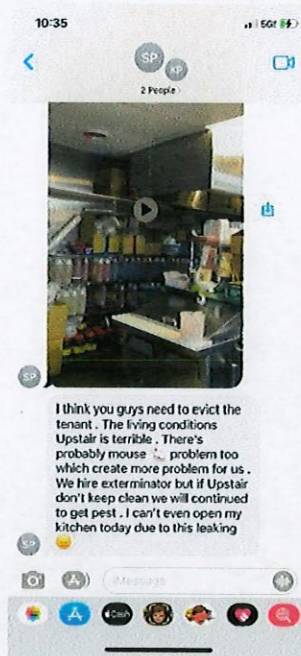 10:35
5G
SP
KP
2 People
SP
I think you guys need to evict the
tenant . The living conditions
Upstair is terrible . There's
probably mouse 🐁 problem too
which create more problem for us .
We hire exterminator but if Upstair
don't keep clean we will continued
to get pest . I can't even open my
kitchen today due to this leaking
SP
iMessage
Cash